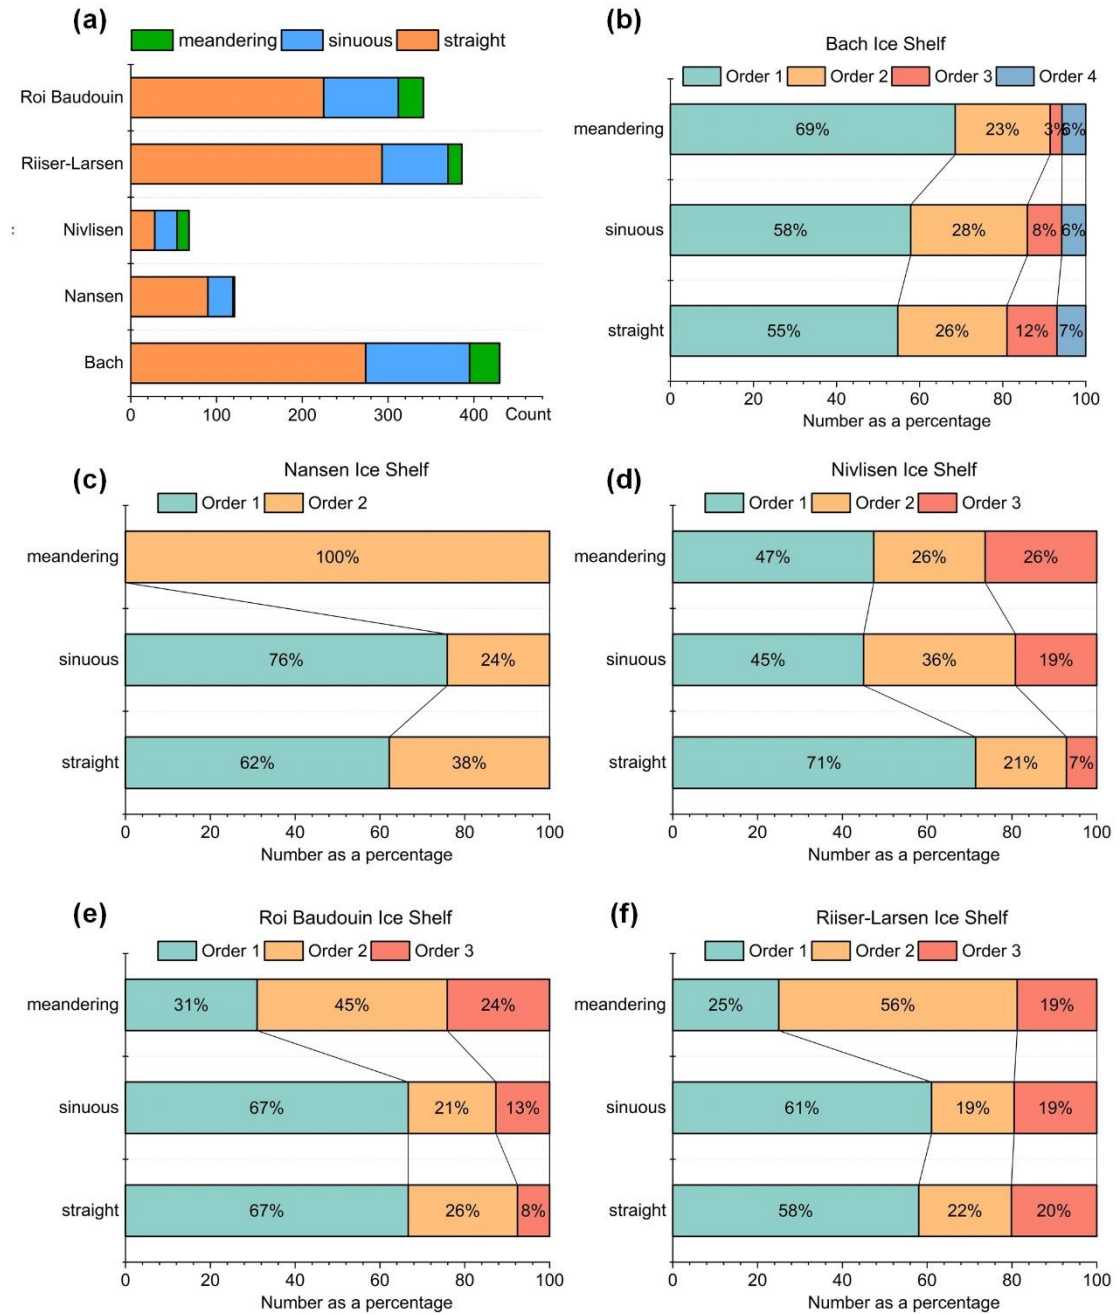 (a)
meandering sinuous straight
Roi Baudouin
Riiser-Larsen
Nivlisen
Nansen
Bach
0 100 200 300 400 Count
:
(b)
Bach Ice Shelf
Order 1 Order 2 Order 3 Order 4
meandering 69% 23% 3% 6%
sinuous 58% 28% 8% 6%
straight 55% 26% 12% 7%
0 20 40 60 80 100
Number as a percentage
(c)
Nansen Ice Shelf
Order 1 Order 2
meandering 100%
sinuous 76% 24%
straight 62% 38%
0 20 40 60 80 100
Number as a percentage
(d)
Nivlisen Ice Shelf
Order 1 Order 2 Order 3
meandering 47% 26% 26%
sinuous 45% 36% 19%
straight 71% 21% 7%
0 20 40 60 80 100
Number as a percentage
(e)
Roi Baudouin Ice Shelf
Order 1 Order 2 Order 3
meandering 31% 45% 24%
sinuous 67% 21% 13%
straight 67% 26% 8%
0 20 40 60 80 100
Number as a percentage
(f)
Riiser-Larsen Ice Shelf
Order 1 Order 2 Order 3
meandering 25% 56% 19%
sinuous 61% 19% 19%
straight 58% 22% 20%
0 20 40 60 80 100
Number as a percentage